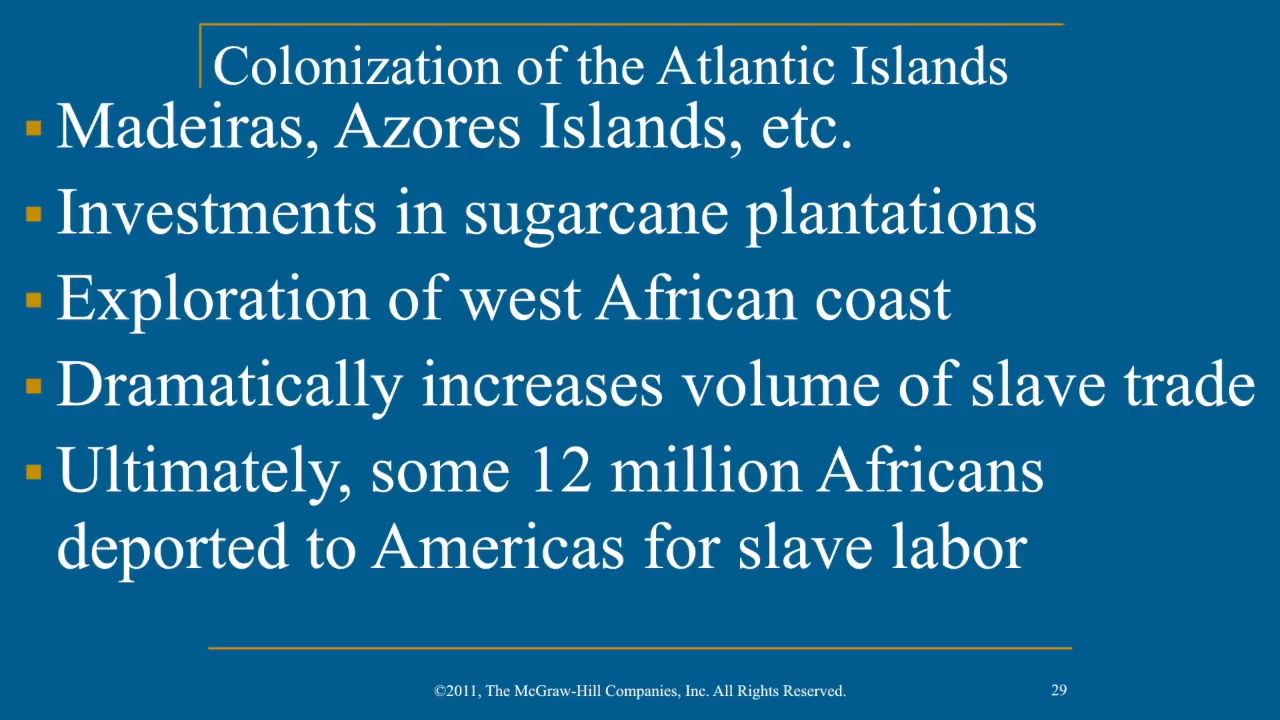 Colonization of the Atlantic Islands
▪ Madeiras, Azores Islands, etc.
▪ Investments in sugarcane plantations
▪ Exploration of west African coast
▪ Dramatically increases volume of slave trade
▪ Ultimately, some 12 million Africans
deported to Americas for slave labor
©2011, The McGraw-Hill Companies, Inc. All Rights Reserved.
29